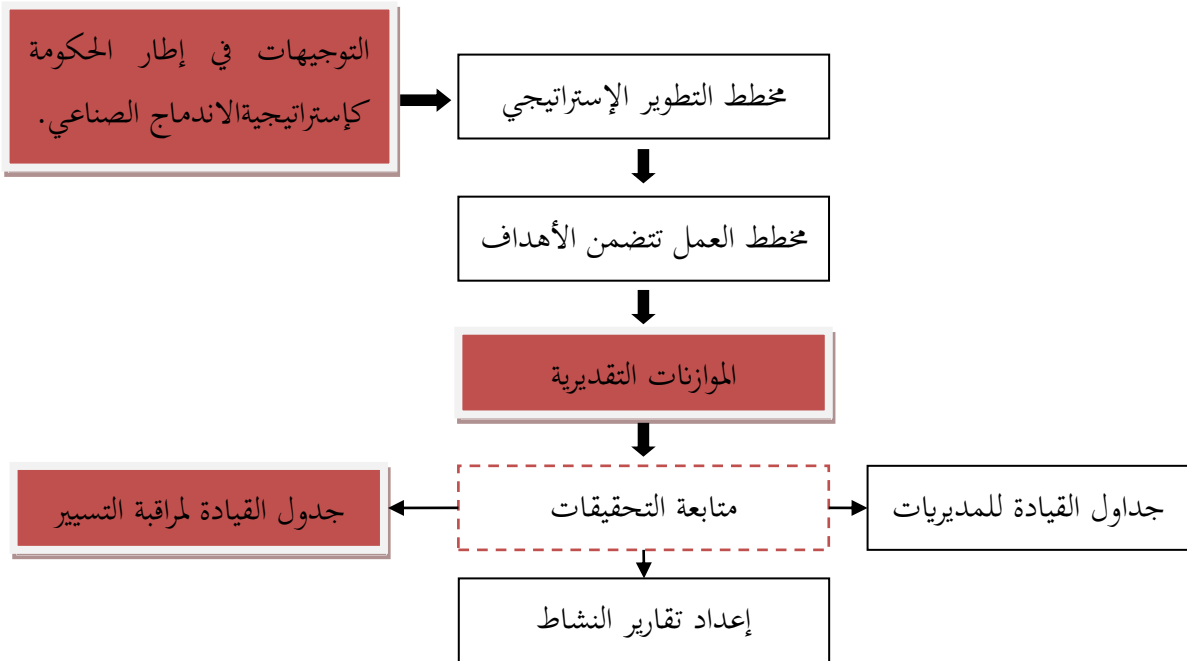 التوجيهات في إطار الحكومة
كإستراتيجيةالاندماج الصناعي.
مخطط التطوير الإستراتيجي
مخطط العمل تتضمن الأهداف
الموازنات التقديرية
جداول القيادة للمديريات
متابعة التحقيقات
جدول القيادة لمراقبة التسيير
إعداد تقارير النشاط